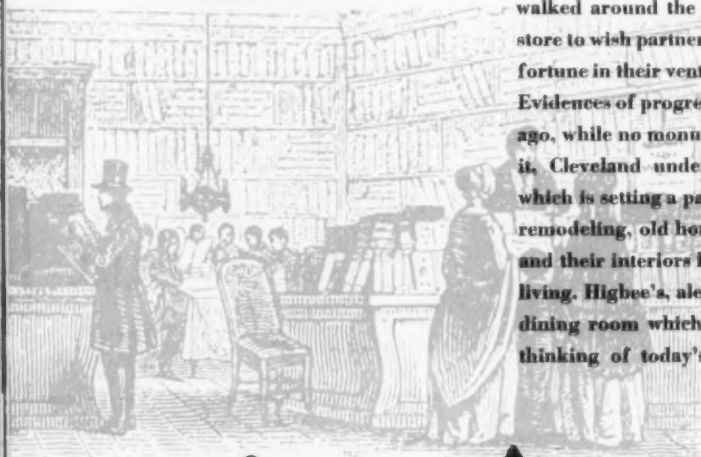 walked around the
store to wish partner
fortune in their vent
Evidences of progre
ago, while no monu
it, Cleveland unde
which is setting a pa
remodeling, old ho
and their interiors
living. Higbee's, ale
dining room which
thinking of today's